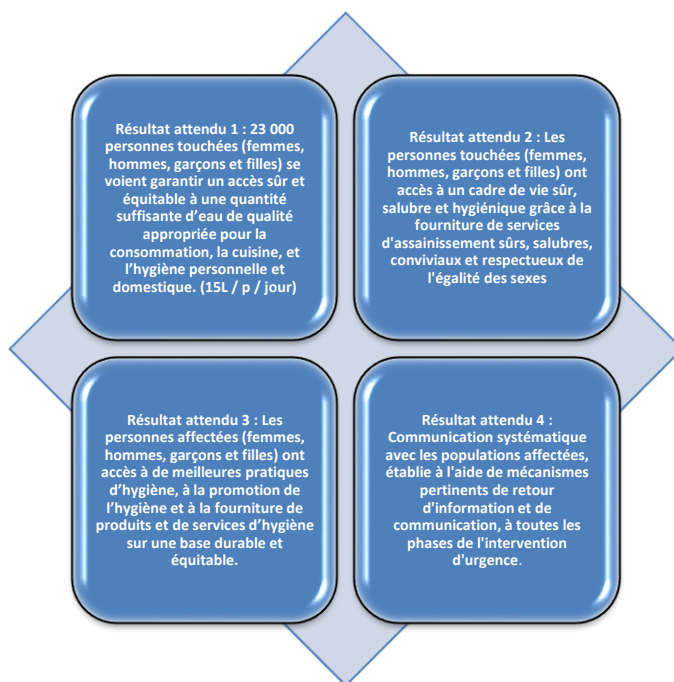 Résultat attendu 1 : 23 000
personnes touchées (femmes,
hommes, garçons et filles) se
voient garantir un accès sûr et
équitable à une quantité
suffisante d’eau de qualité
appropriée pour la
consommation, la cuisine, et
l’hygiène personnelle et
domestique. (15L / p / jour)
Résultat attendu 2 : Les
personnes touchées (femmes,
hommes, garçons et filles) ont
accès à un cadre de vie sûr,
salubre et hygiénique grâce à la
fourniture de services
d'assainissement sûrs, salubres,
conviviaux et respectueux de
l'égalité des sexes
Résultat attendu 3 : Les
personnes affectées (femmes,
hommes, garçons et filles) ont
accès à de meilleures pratiques
d’hygiène, à la promotion de
l’hygiène et à la fourniture de
produits et de services d’hygiène
sur une base durable et
équitable.
Résultat attendu 4 :
Communication systématique
avec les populations affectées,
établie à l'aide de mécanismes
pertinents de retour
d'information et de
communication, à toutes les
phases de l'intervention
d'urgence.